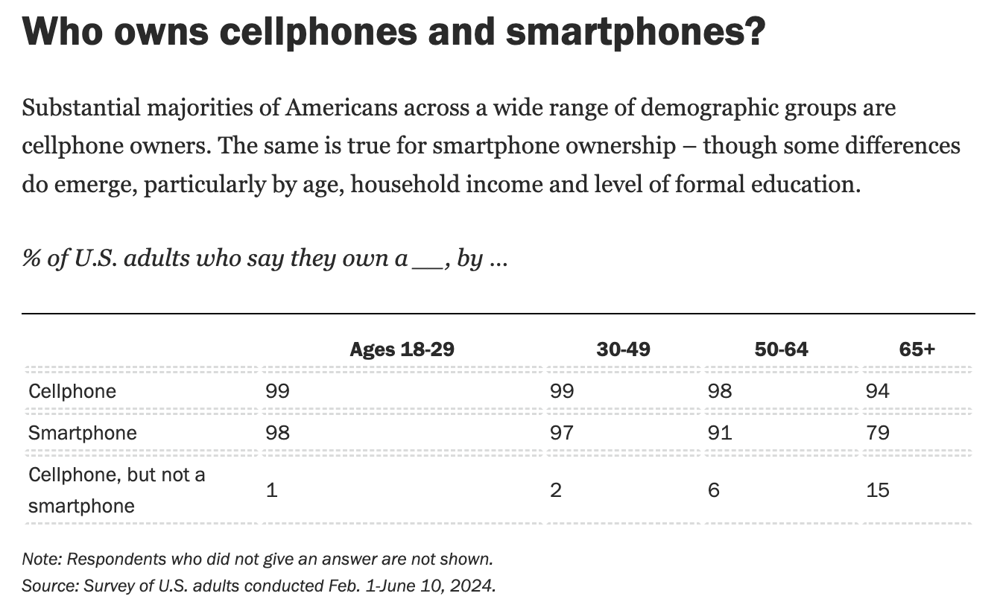 Who owns cellphones and smartphones?
Substantial majorities of Americans across a wide range of demographic groups are
cellphone owners. The same is true for smartphone ownership – though some differences
do emerge, particularly by age, household income and level of formal education.
% of U.S. adults who say they own a __, by ...
Ages 18-29 30-49 50-64 65+
Cellphone 99 99 98 94
Smartphone 98 97 91 79
Cellphone, but not a
smartphone 1 2 6 15
Note: Respondents who did not give an answer are not shown.
Source: Survey of U.S. adults conducted Feb. 1-June 10, 2024.